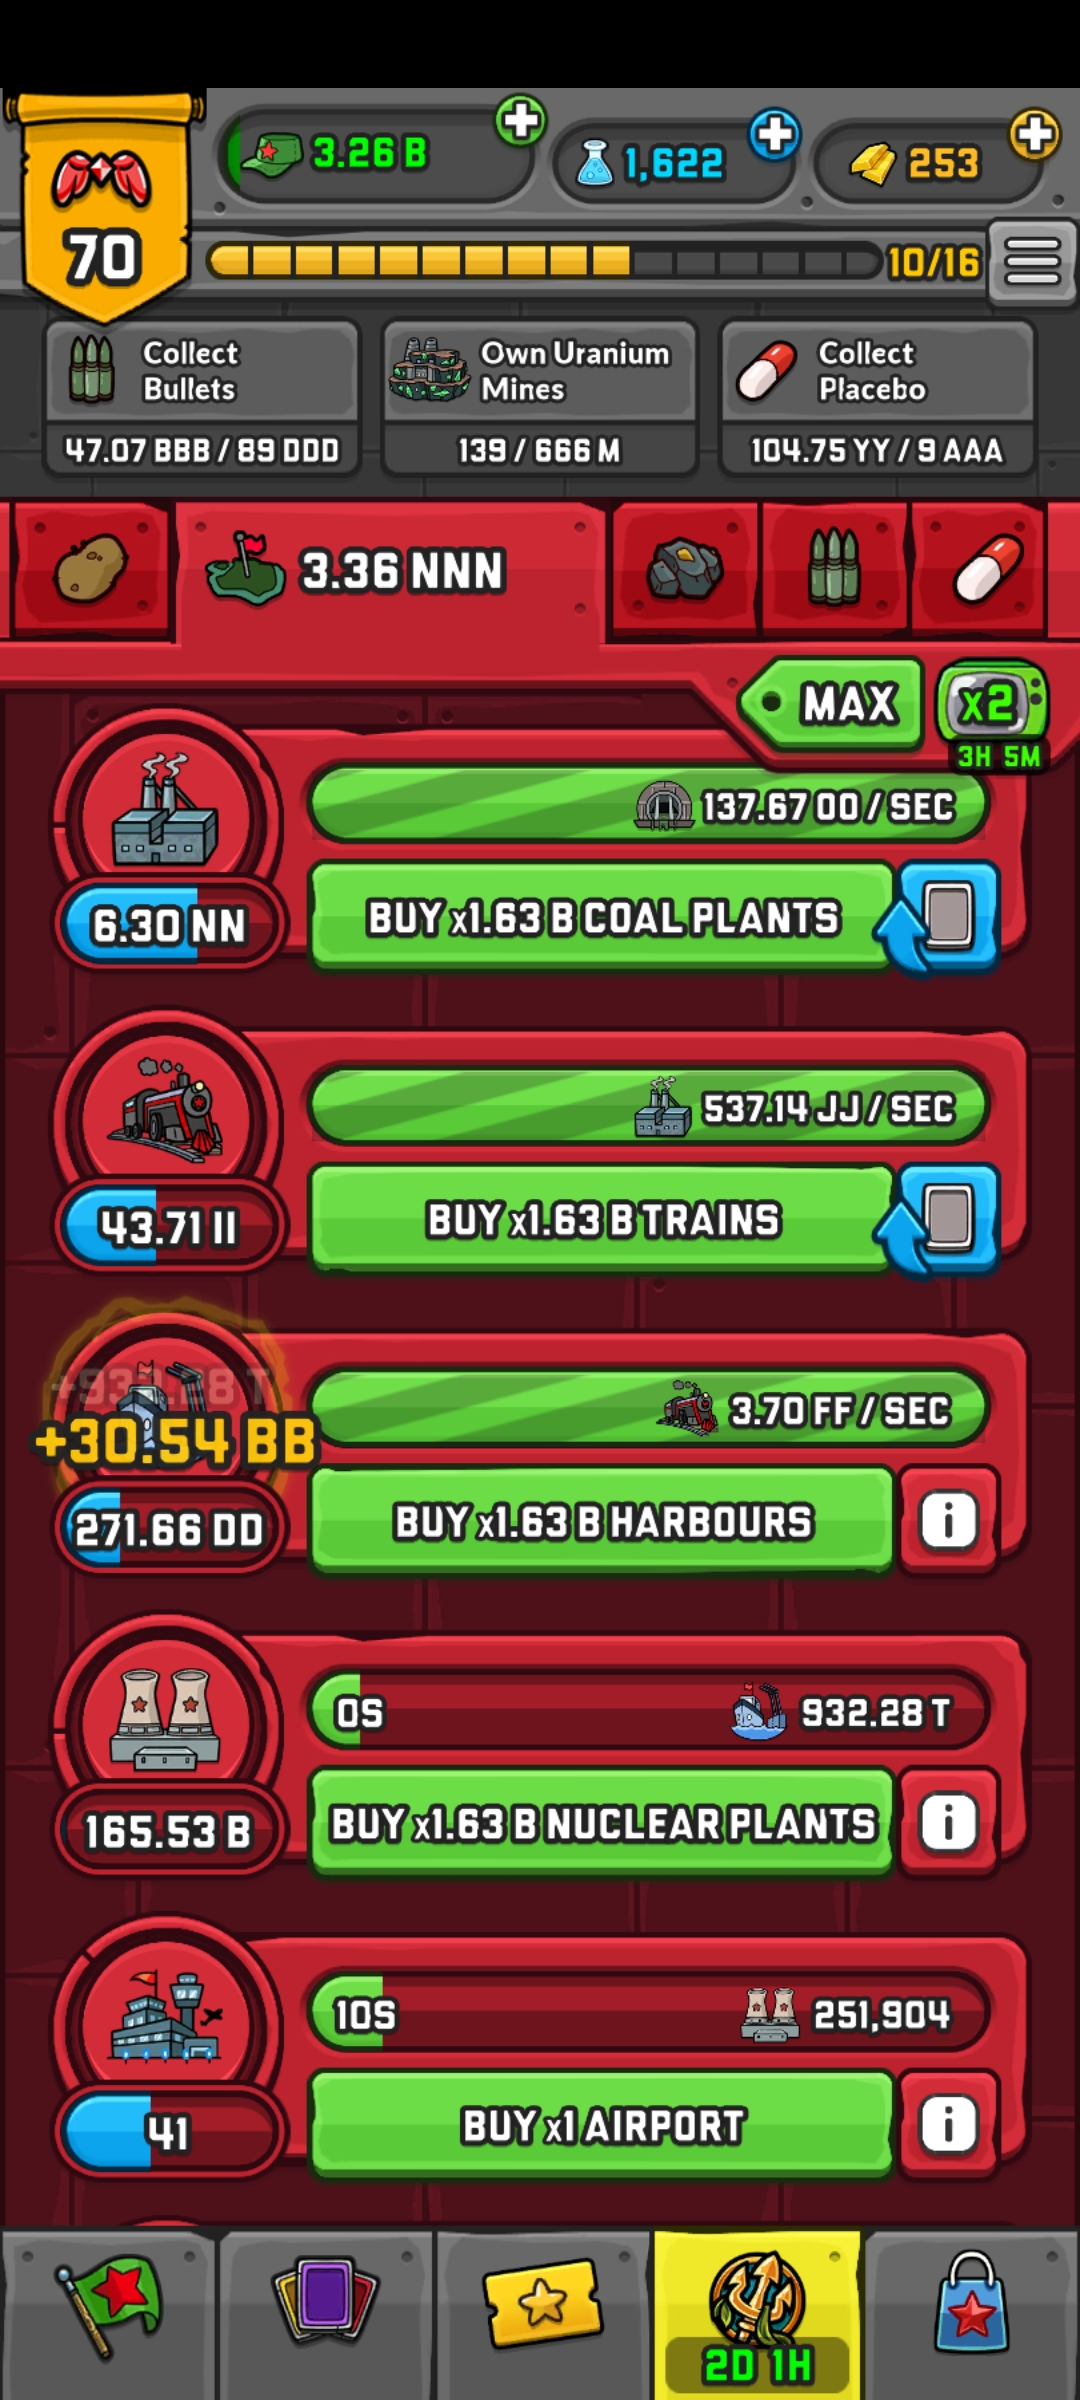 3.26 B
1,622
253
70
10/16
Collect
Bullets
Own Uranium
Mines
Collect
Placebo
47.07 BBB / 89 DDD
139 / 666 M
104.75 YY / 9 AAA
3.36 NNN
MAX
x2
3H 5M
137.67 OO / SEC
6.30 NN
BUY x1.63 B COAL PLANTS
537.14 JJ / SEC
43.71 II
BUY x1.63 B TRAINS
+932.28 T
+30.54 BB
3.70 FF / SEC
271.66 DD
BUY x1.63 B HARBOURS
i
0S
932.28 T
165.53 B
BUY x1.63 B NUCLEAR PLANTS
i
10S
251,904
41
BUY x1 AIRPORT
i
2D 1H